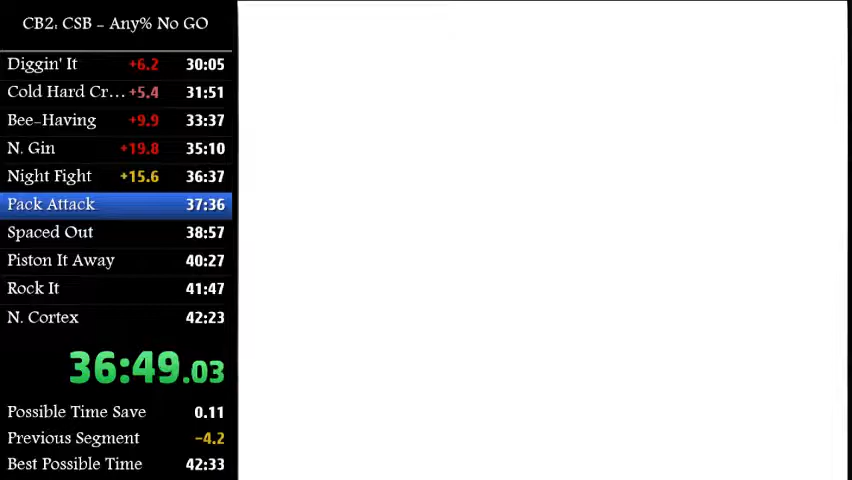 CB2: CSB - Any% No GO
Diggin' It +6.2 30:05
Cold Hard Cr... +5.4 31:51
Bee-Having +9.9 33:37
N. Gin +19.8 35:10
Night Fight +15.6 36:37
Pack Attack 37:36
Spaced Out 38:57
Piston It Away 40:27
Rock It 41:47
N. Cortex 42:23
36:49.03
Possible Time Save 0.11
Previous Segment -4.2
Best Possible Time 42:33